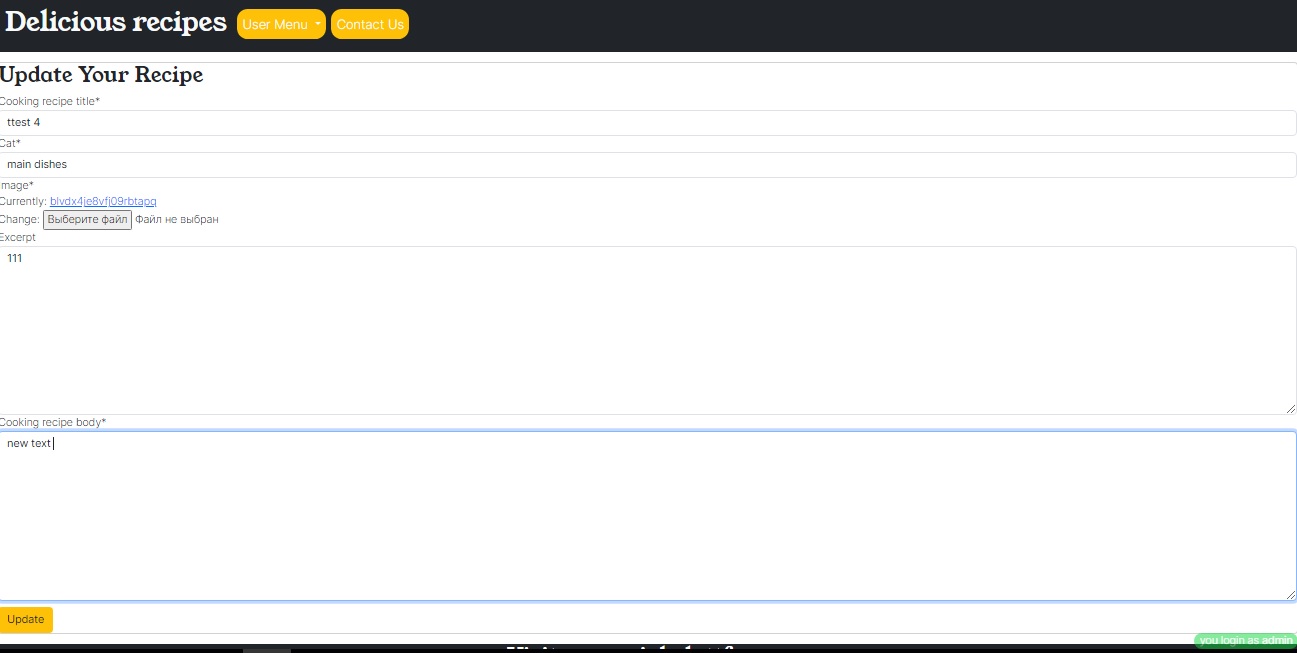 Delicious recipes User Menu Contact Us
Update Your Recipe
Cooking recipe title*
ttest 4
Cat*
main dishes
Image*
Currently: blvdx4je8vfj09rbtapq
Change: Выберите файл Файл не выбран
Excerpt
111
Cooking recipe body*
new text
Update
you login as admin